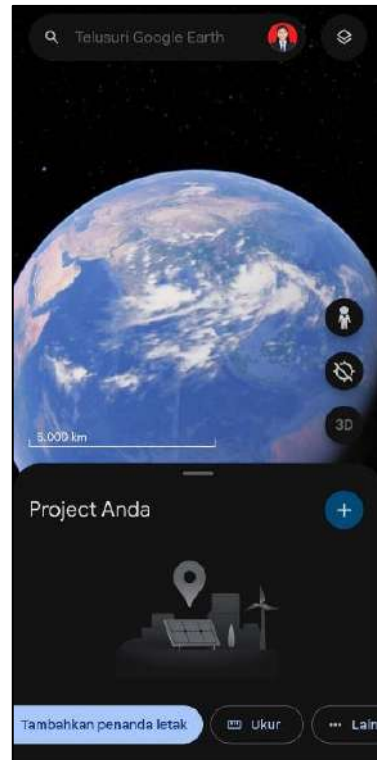 Telusuri Google Earth
5.000 km
3D
Project Anda
Tambahkan penanda letak
Ukur
Lain